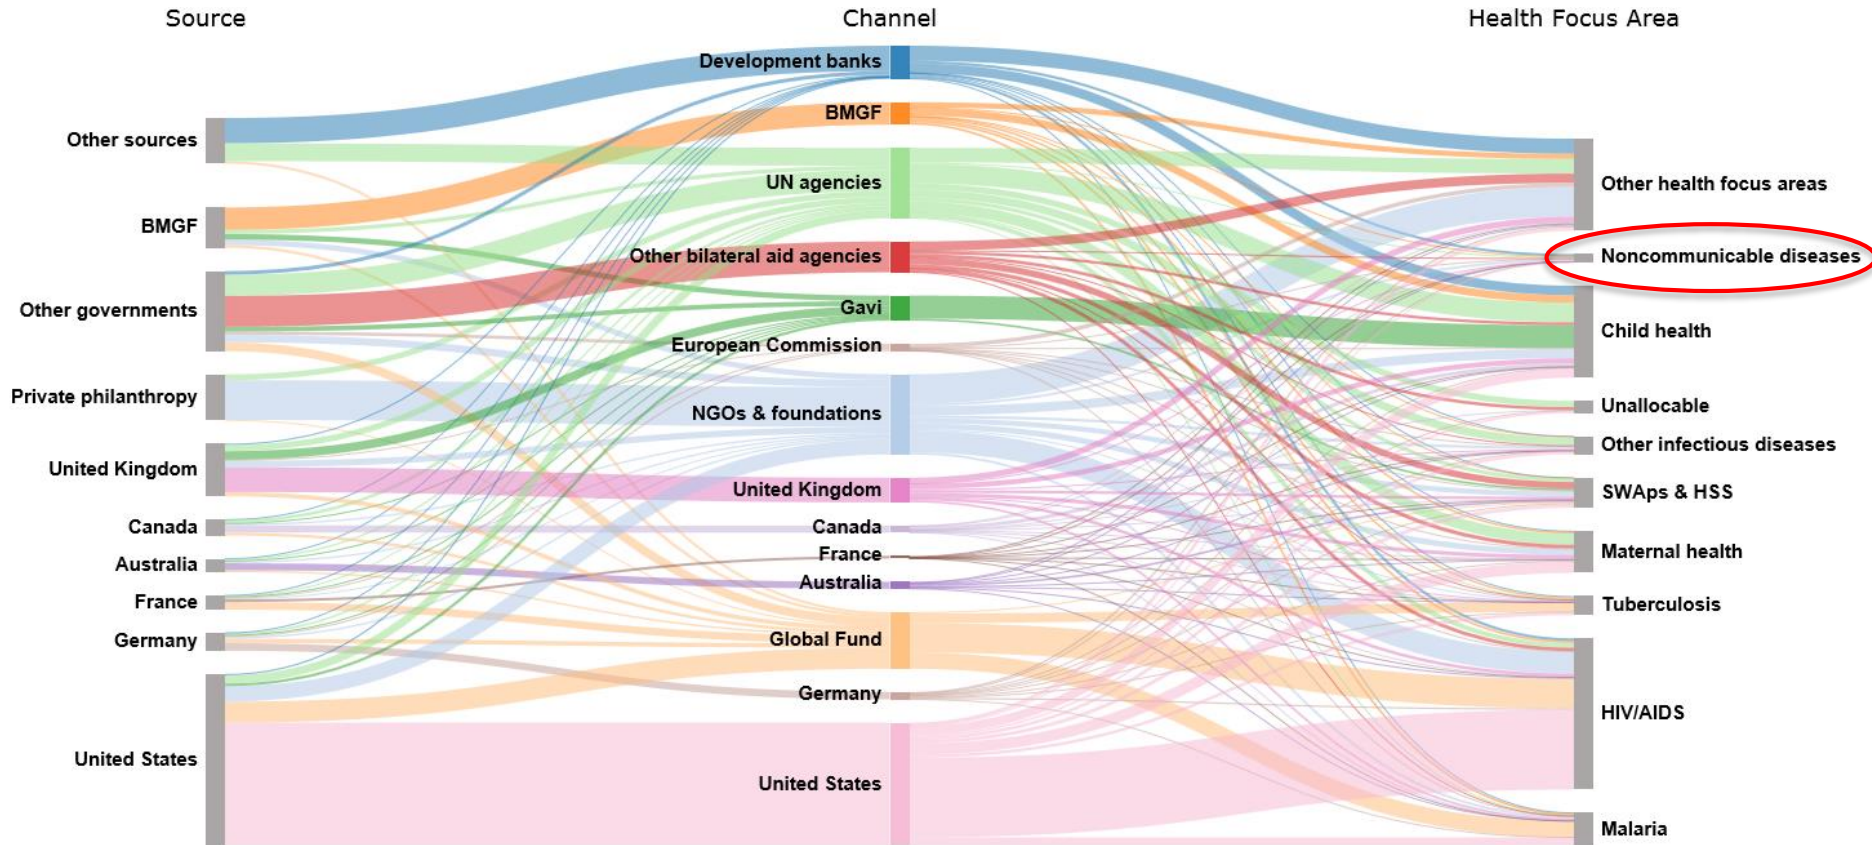 Source
Channel
Health Focus Area
Other sources
BMGF
Other governments
Private philanthropy
United Kingdom
Canada
Australia
France
Germany
United States
Development banks
BMGF
UN agencies
Other bilateral aid agencies
Gavi
European Commission
NGOs & foundations
United Kingdom
Canada
France
Australia
Global Fund
Germany
United States
Other health focus areas
Noncommunicable diseases
Child health
Unallocable
Other infectious diseases
SWAps & HSS
Maternal health
Tuberculosis
HIV/AIDS
Malaria